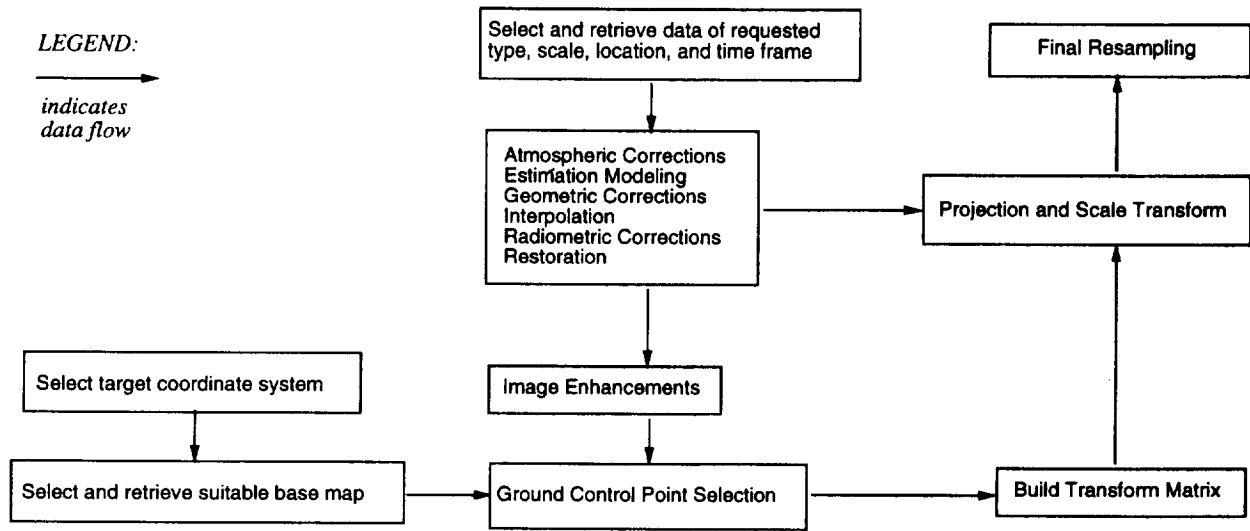 LEGEND:
indicates
data flow
Select and retrieve data of requested
type, scale, location, and time frame
Final Resampling
Atmospheric Corrections
Estimation Modeling
Geometric Corrections
Interpolation
Radiometric Corrections
Restoration
Projection and Scale Transform
Select target coordinate system
Image Enhancements
Select and retrieve suitable base map
Ground Control Point Selection
Build Transform Matrix